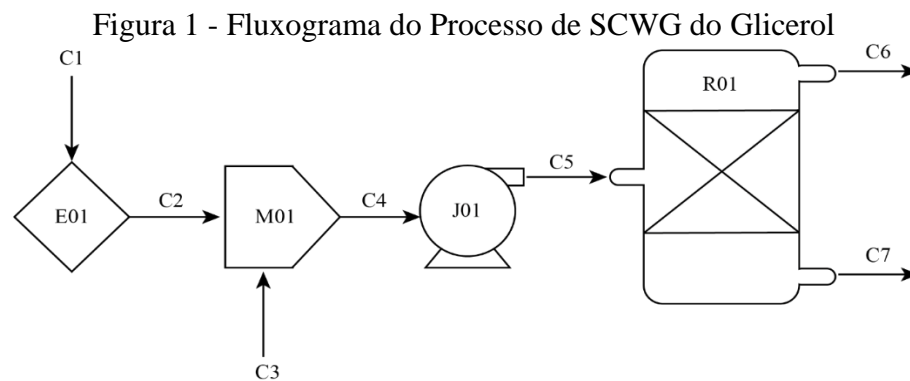 Figura 1 - Fluxograma do Processo de SCWG do Glicerol
C1
C6
R01
C2
C4
C5
E01
M01
J01
C7
C3